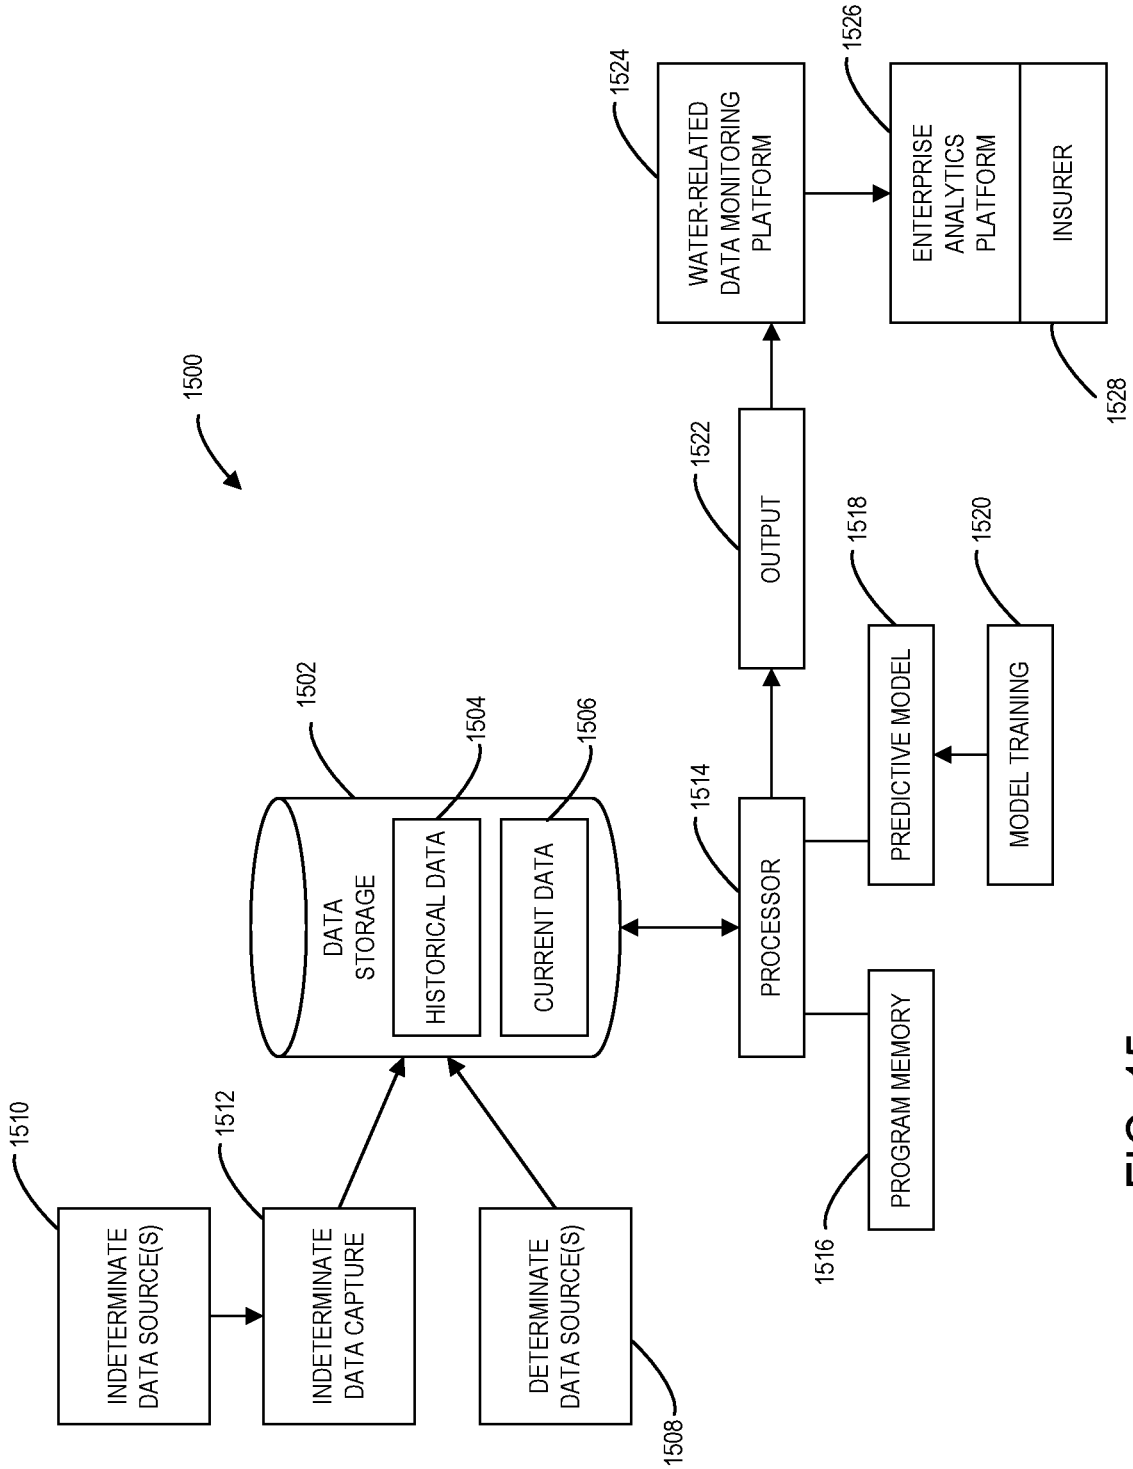 1500
1510
INDETERMINATE
DATA SOURCE(S)
1512
INDETERMINATE
DATA CAPTURE
DETERMINATE
DATA SOURCE(S)
1508
1502
DATA
STORAGE
1504
HISTORICAL DATA
1506
CURRENT DATA
1514
PROCESSOR
1516
PROGRAM MEMORY
1518
PREDICTIVE MODEL
1520
MODEL TRAINING
1522
OUTPUT
1524
WATER-RELATED
DATA MONITORING
PLATFORM
1526
ENTERPRISE
ANALYTICS
PLATFORM
INSURER
1528